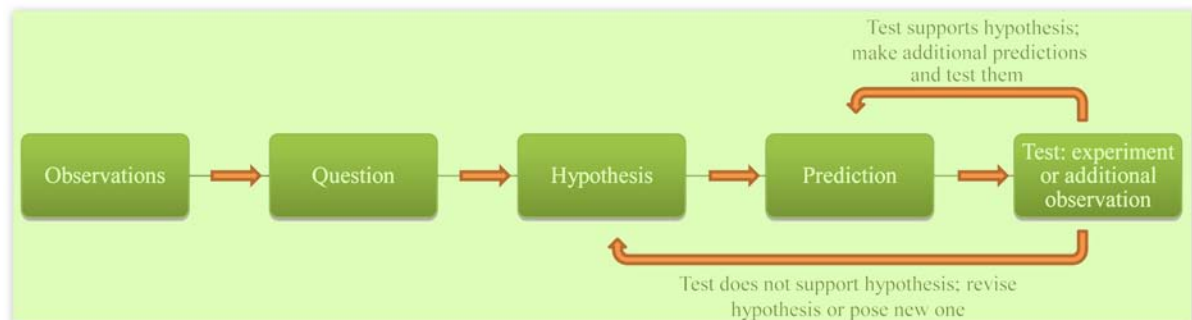 Test supports hypothesis;
make additional predictions
and test them
Observations
Question
Hypothesis
Prediction
Test: experiment
or additional
observation
Test does not support hypothesis; revise
hypothesis or pose new one